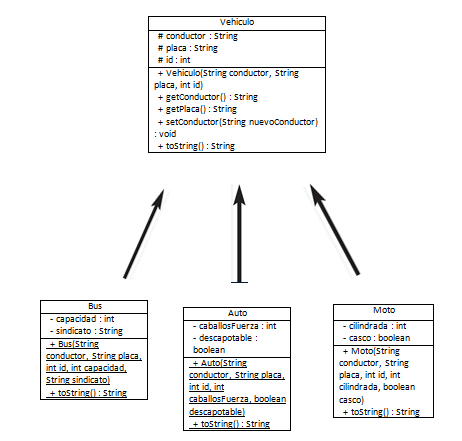 Vehiculo
# conductor : String
# placa : String
# id : int
+ Vehiculo(String conductor, String
placa, int id)
+ getConductor() : String
+ getPlaca() : String
+ setConductor(String nuevoConductor)
: void
+ toString() : String
Bus
- capacidad : int
- sindicato : String
+ Bus(String
conductor, String placa,
int id, int capacidad,
String sindicato)
+ toString() : String
Auto
- caballosFuerza : int
- descapotable :
boolean
+ Auto(String
conductor, String placa,
int id, int
caballosFuerza, boolean
descapotable)
+ toString() : String
Moto
- cilindrada : int
- casco : boolean
+ Moto(String
conductor, String
placa, int id, int
cilindrada, boolean
casco)
+ toString() : String